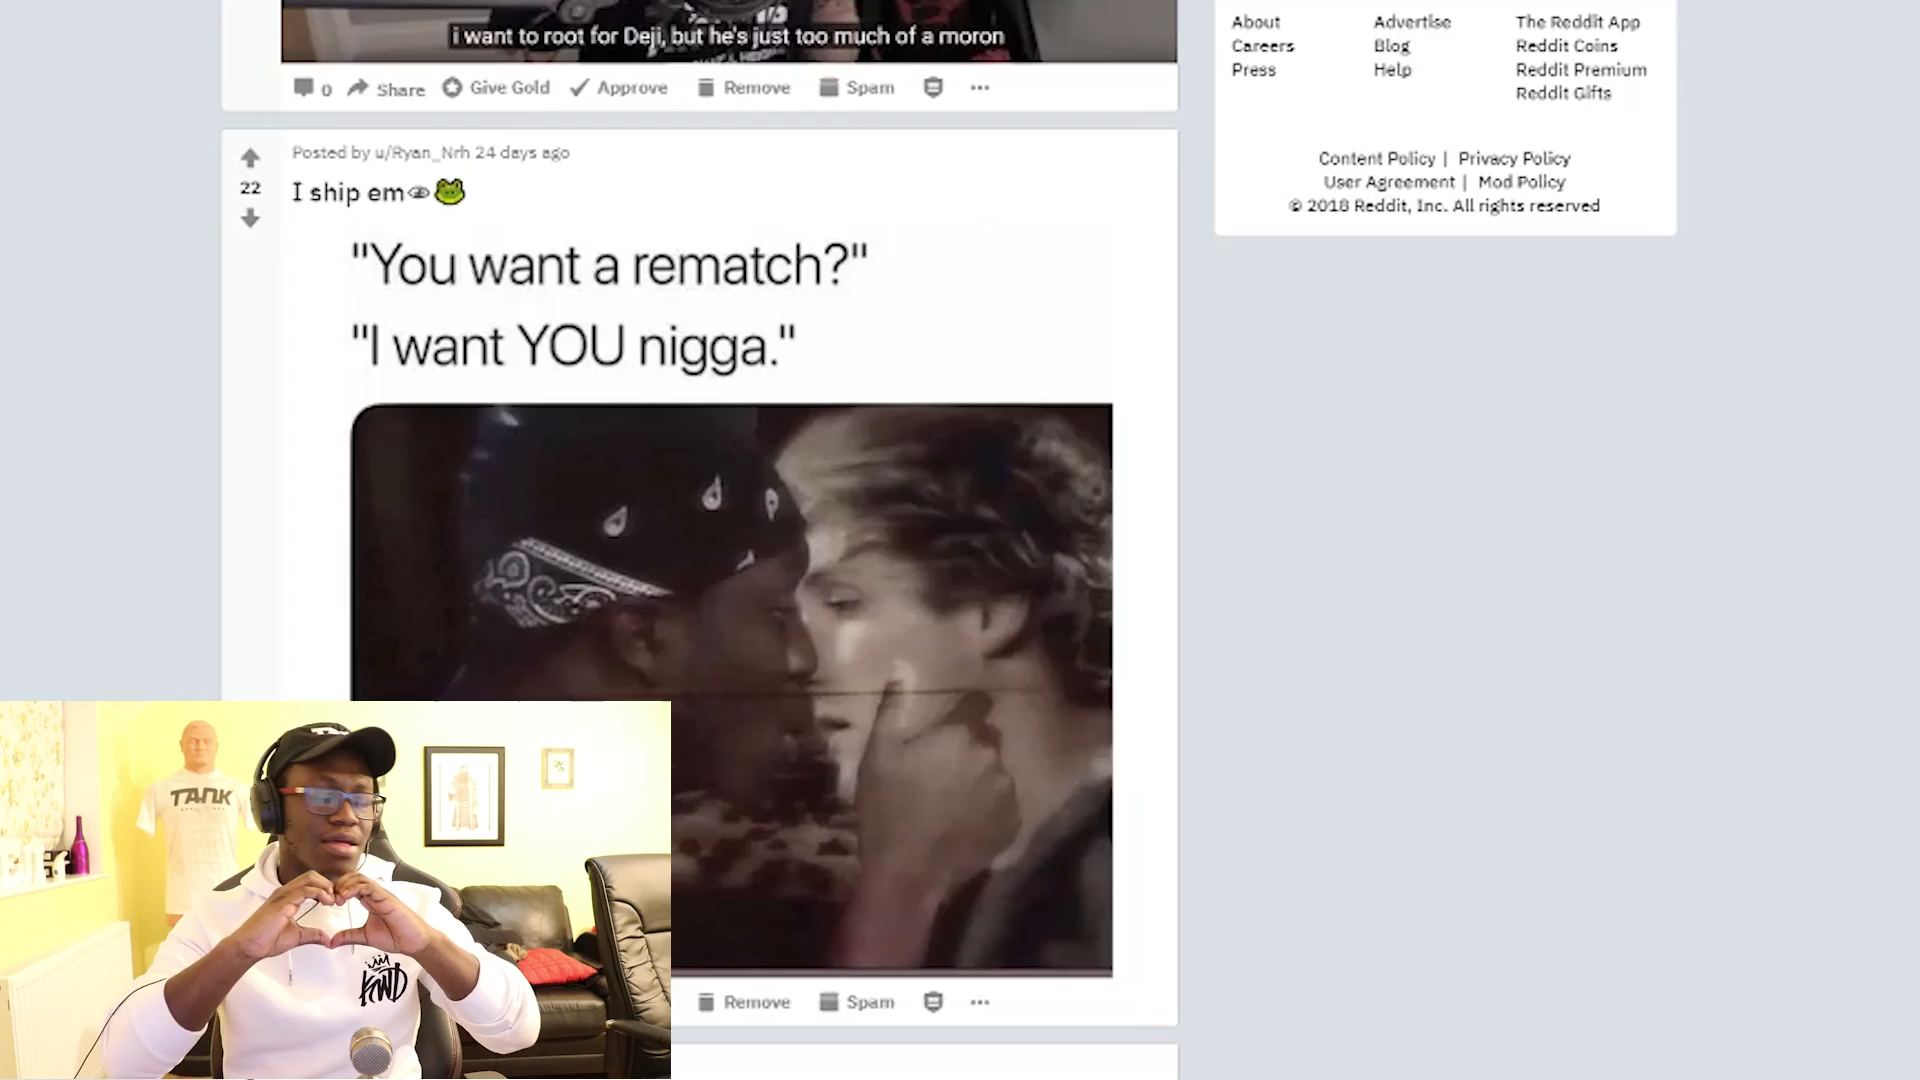 i want to root for Deji, but he's just too much of a moron
0 Share Give Gold Approve Remove Spam
Posted by u/Ryan_Nrh 24 days ago
22
I ship em
"You want a rematch?"
"I want YOU nigga."
TANK
KWD
Remove Spam
About Advertise The Reddit App
Careers Blog Reddit Coins
Press Help Reddit Premium
Reddit Gifts
Content Policy | Privacy Policy
User Agreement | Mod Policy
© 2018 Reddit, Inc. All rights reserved